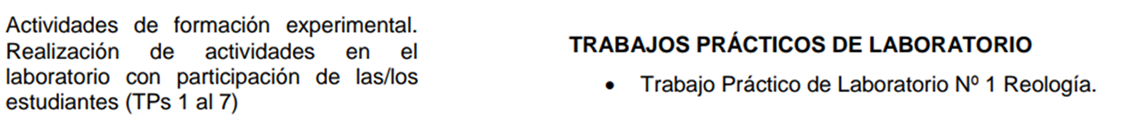 Actividades de formación experimental.
Realización de actividades en el
laboratorio con participación de las/los
estudiantes (TPs 1 al 7)
TRABAJOS PRÁCTICOS DE LABORATORIO
• Trabajo Práctico de Laboratorio Nº 1 Reología.